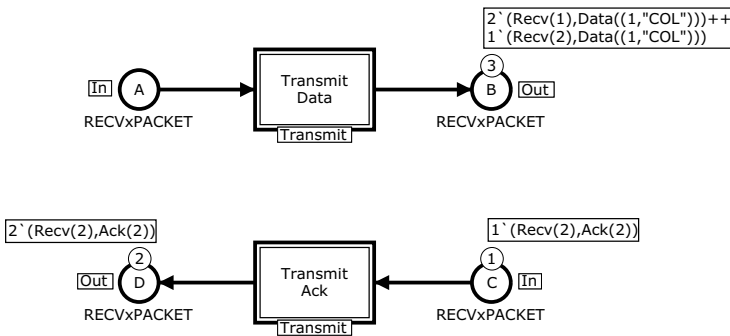 2`(Recv(1),Data((1,"COL")))++
1`(Recv(2),Data((1,"COL")))
In
A
RECVxPACKET
Transmit
Data
Transmit
3
B
Out
RECVxPACKET
2`(Recv(2),Ack(2))
1`(Recv(2),Ack(2))
2
Out
D
RECVxPACKET
Transmit
Ack
Transmit
1
C
In
RECVxPACKET